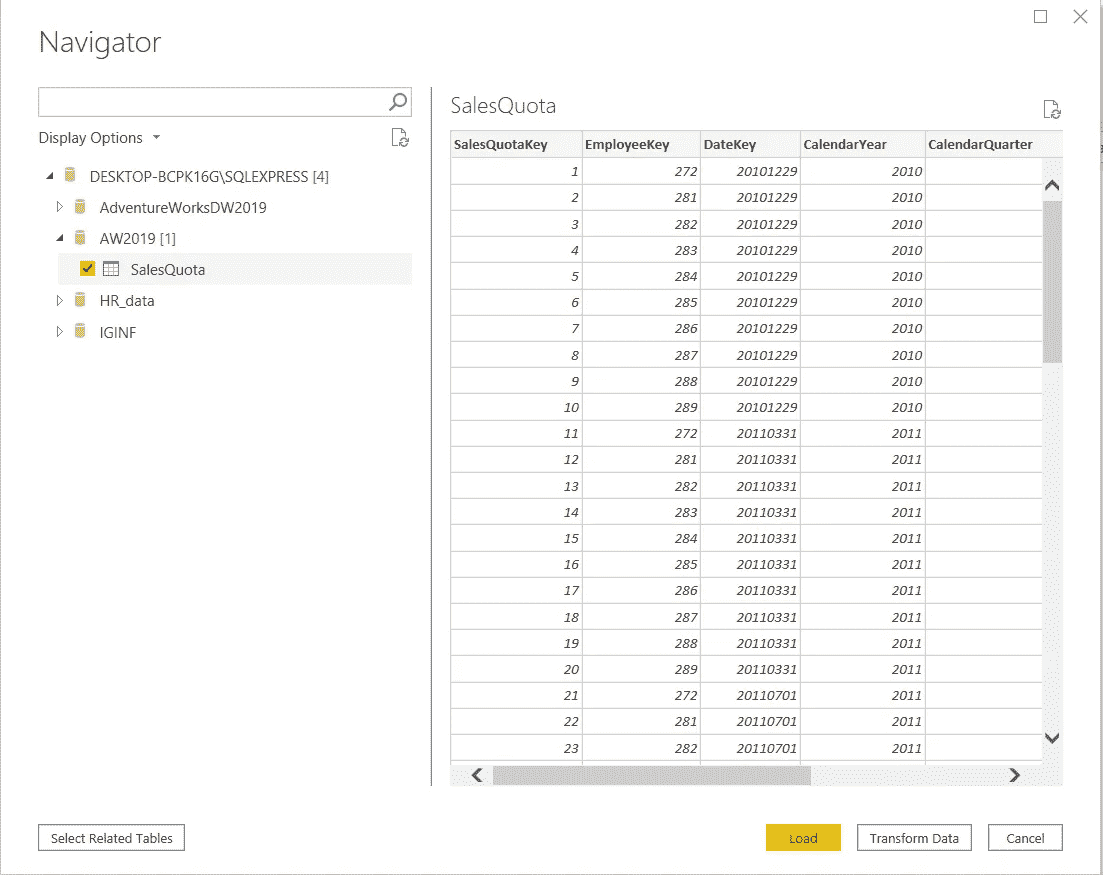 Navigator
Display Options
DESKTOP-BCPK16G\SQLEXPRESS [4]
AdventureWorksDW2019
AW2019 [1]
SalesQuota
HR_data
IGINF
SalesQuota
SalesQuotaKey EmployeeKey DateKey CalendarYear CalendarQuarter
1 272 20101229 2010
2 281 20101229 2010
3 282 20101229 2010
4 283 20101229 2010
5 284 20101229 2010
6 285 20101229 2010
7 286 20101229 2010
8 287 20101229 2010
9 288 20101229 2010
10 289 20101229 2010
11 272 20110331 2011
12 281 20110331 2011
13 282 20110331 2011
14 283 20110331 2011
15 284 20110331 2011
16 285 20110331 2011
17 286 20110331 2011
18 287 20110331 2011
19 288 20110331 2011
20 289 20110331 2011
21 272 20110701 2011
22 281 20110701 2011
23 282 20110701 2011
Select Related Tables Load Transform Data Cancel